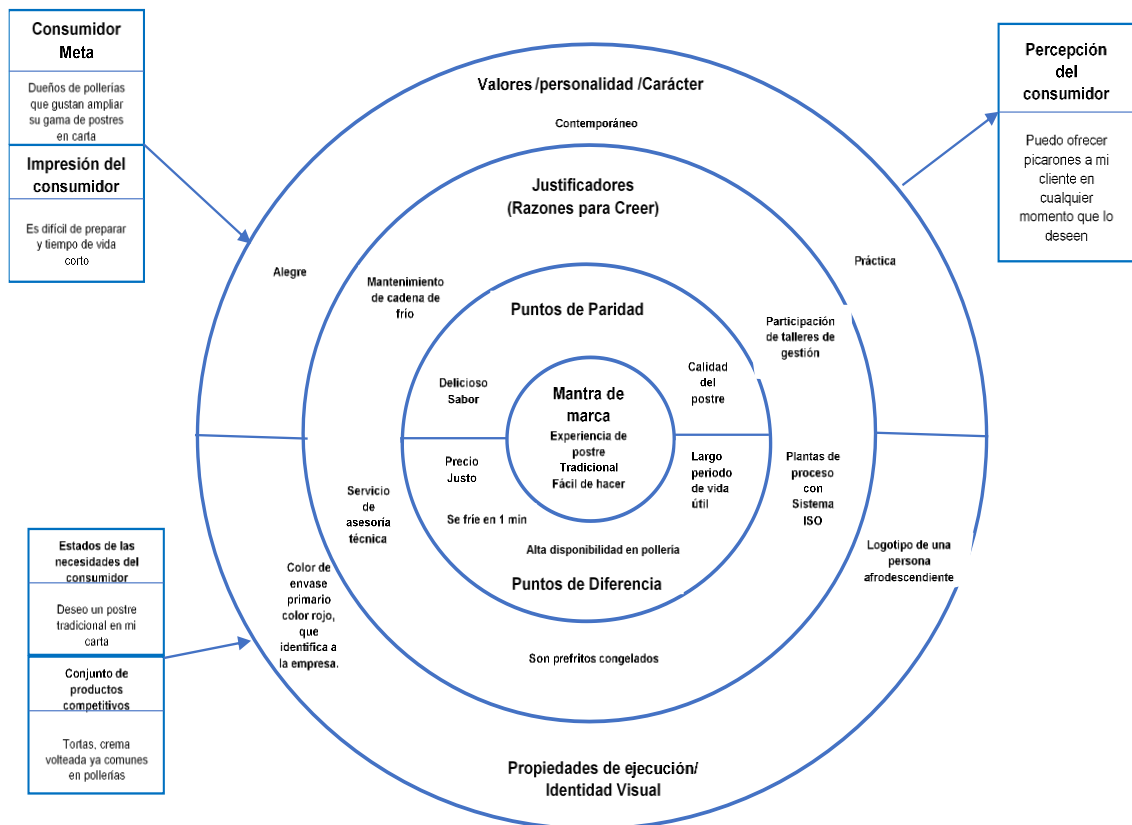 Consumidor
Meta
Dueños de pollerías
que gustan ampliar
su gama de postres
en carta
Impresión del
consumidor
Es difícil de preparar
y tiempo de vida
corto
Percepción
del
consumidor
Puedo ofrecer
picarones a mi
cliente en
cualquier
momento que lo
deseen
Valores /personalidad /Carácter
Contemporáneo
Alegre
Práctica
Justificadores
(Razones para Creer)
Mantenimiento
de cadena de
frío
Participación
de talleres de
gestión
Puntos de Paridad
Delicioso
Sabor
Calidad
del
postre
Mantra de
marca
Experiencia de
postre
Tradicional
Fácil de hacer
Precio
Justo
Largo
periodo
de vida
útil
Se fríe en 1 min
Alta disponibilidad en pollería
Puntos de Diferencia
Servicio
de
asesoría
técnica
Plantas de
proceso
con
Sistema
ISO
Son prefritos congelados
Color de
envase
primario
color rojo,
que
identifica a
la empresa.
Logotipo de una
persona
afrodescendiente
Propiedades de ejecución/
Identidad Visual
Estados de las
necesidades del
consumidor
Deseo un postre
tradicional en mi
carta
Conjunto de
productos
competitivos
Tortas, crema
volteada ya comunes
en pollerías